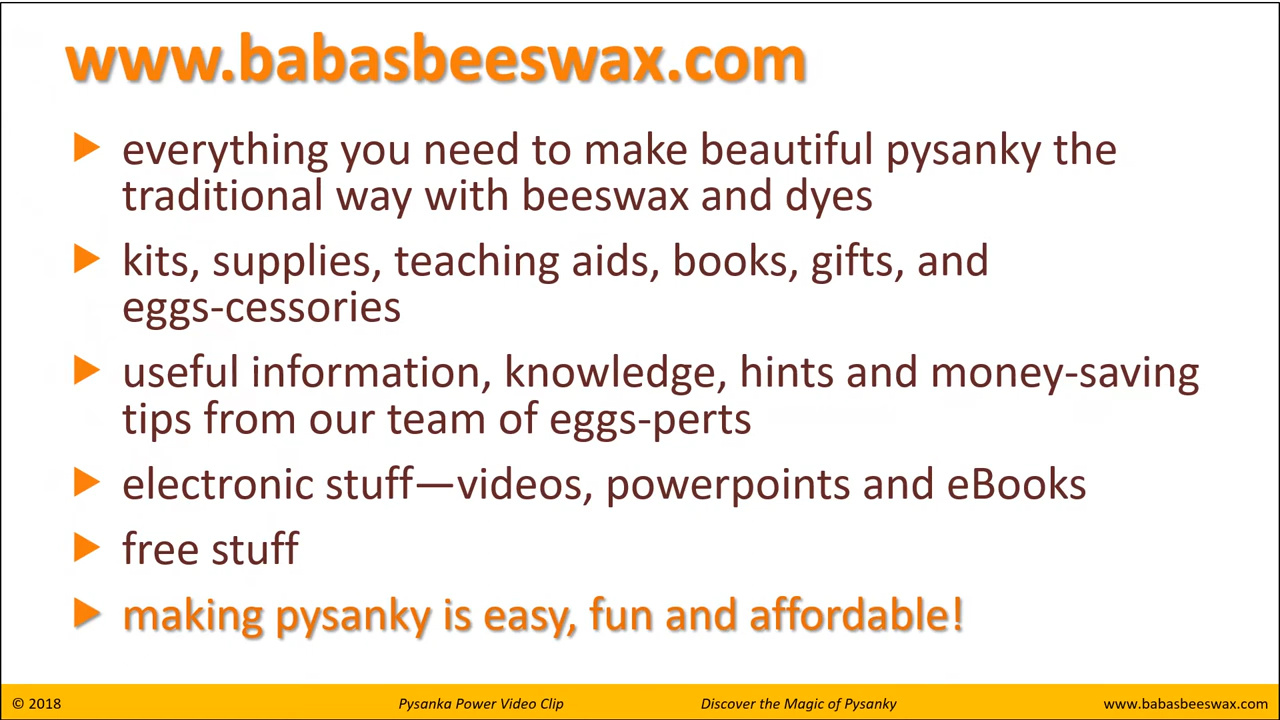 www.babasbeeswax.com
everything you need to make beautiful pysanky the
traditional way with beeswax and dyes
kits, supplies, teaching aids, books, gifts, and
eggs-cessories
useful information, knowledge, hints and money-saving
tips from our team of eggs-perts
electronic stuff—videos, powerpoints and eBooks
free stuff
making pysanky is easy, fun and affordable!
© 2018 Pysanka Power Video Clip Discover the Magic of Pysanky www.babasbeeswax.com